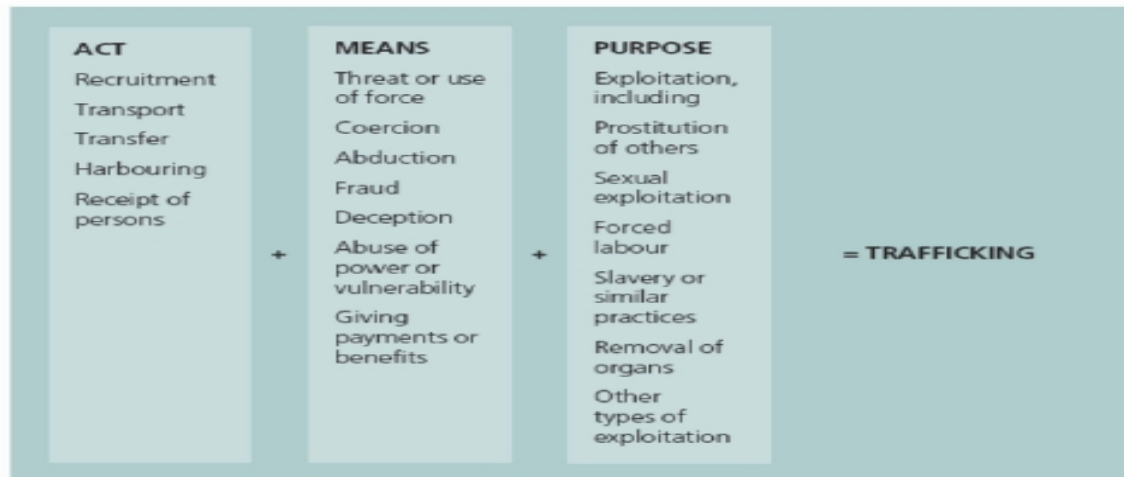 ACT
Recruitment
Transport
Transfer
Harbouring
Receipt of
persons
+
MEANS
Threat or use
of force
Coercion
Abduction
Fraud
Deception
Abuse of
power or
vulnerability
Giving
payments or
benefits
+
PURPOSE
Exploitation,
including
Prostitution
of others
Sexual
exploitation
Forced
labour
Slavery or
similar
practices
Removal of
organs
Other
types of
exploitation
= TRAFFICKING